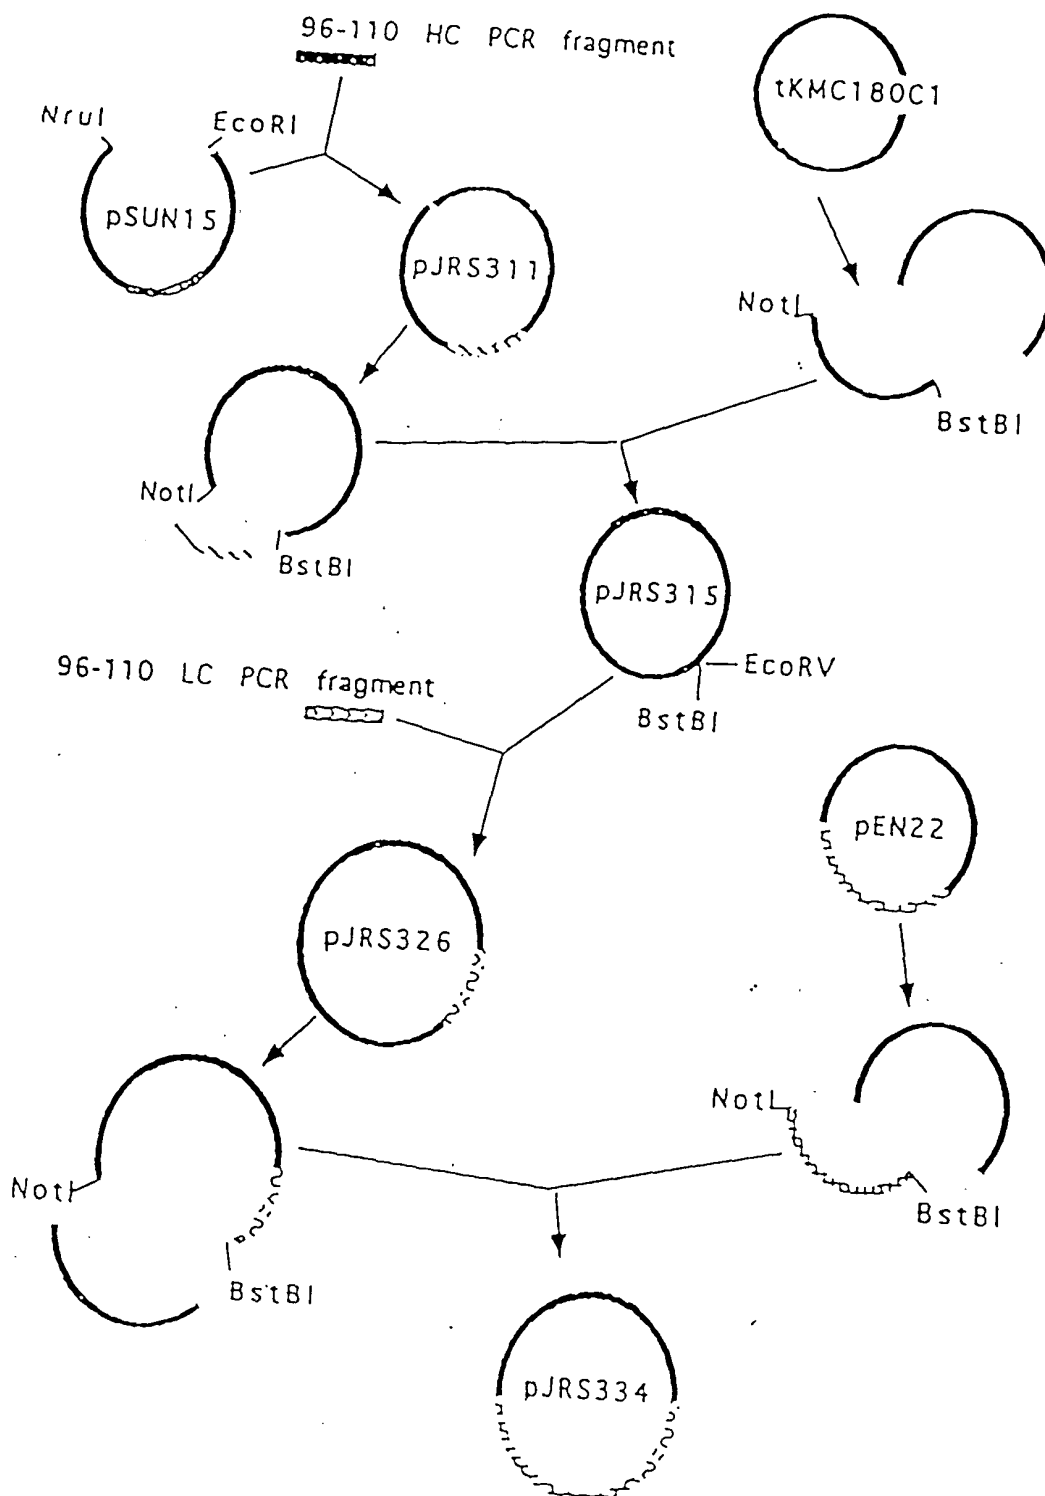 96-110 HC PCR fragment
tKMC180C1
NruI
EcoRI
pSUN15
pJRS311
NotI
BstBI
NotI
BstBI
pJRS315
EcoRV
BstBI
96-110 LC PCR fragment
pEN22
pJRS326
NotI
BstBI
NotI
BstBI
pJRS334